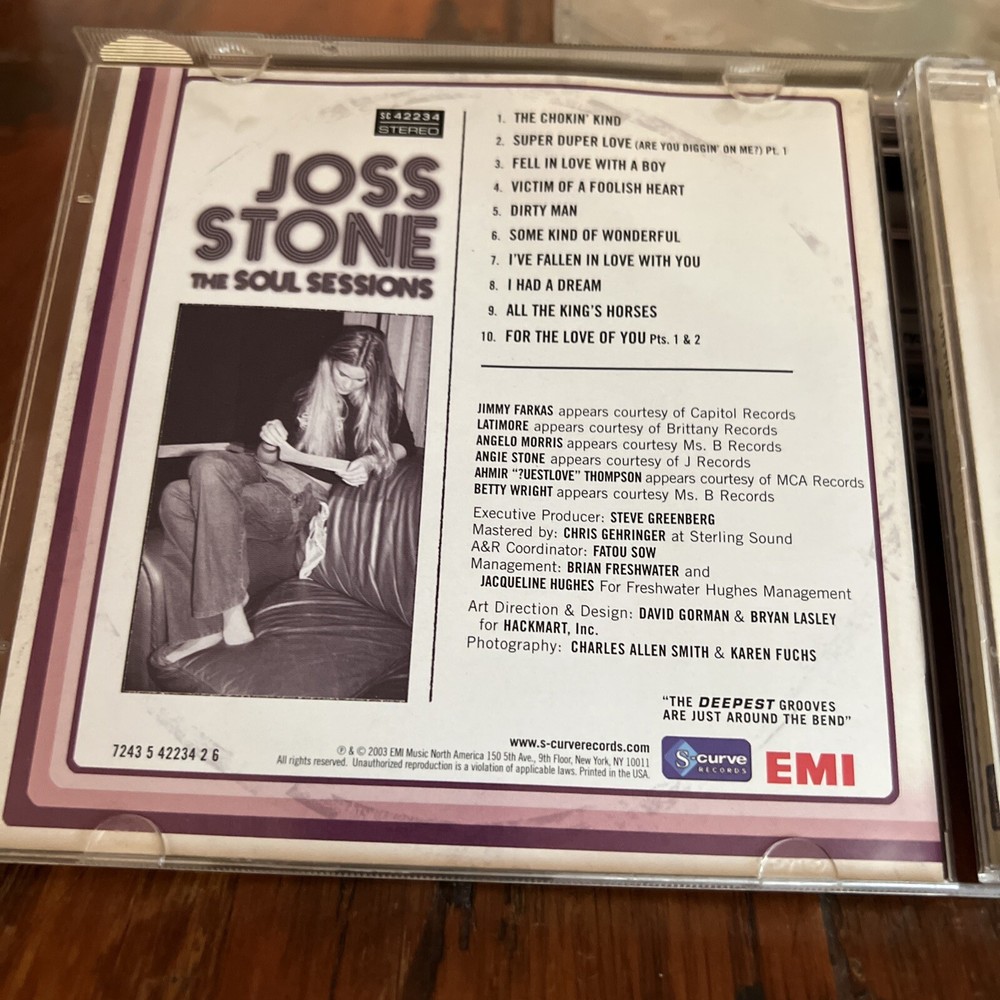 SC 42234
STEREO
JOSS
STONE
THE SOUL SESSIONS
1. THE CHOKIN' KIND
2. SUPER DUPER LOVE (ARE YOU DIGGIN' ON ME?) Pt. 1
3. FELL IN LOVE WITH A BOY
4. VICTIM OF A FOOLISH HEART
5. DIRTY MAN
6. SOME KIND OF WONDERFUL
7. I'VE FALLEN IN LOVE WITH YOU
8. I HAD A DREAM
9. ALL THE KING'S HORSES
10. FOR THE LOVE OF YOU Pts. 1 & 2
JIMMY FARKAS appears courtesy of Capitol Records
LATIMORE appears courtesy of Brittany Records
ANGELO MORRIS appears courtesy Ms. B Records
ANGIE STONE appears courtesy of J Records
AHMIR "?UESTLOVE" THOMPSON appears courtesy of MCA Records
BETTY WRIGHT appears courtesy Ms. B Records
Executive Producer: STEVE GREENBERG
Mastered by: CHRIS GEHRINGER at Sterling Sound
A&R Coordinator: FATOU SOW
Management: BRIAN FRESHWATER and
JACQUELINE HUGHES For Freshwater Hughes Management
Art Direction & Design: DAVID GORMAN & BRYAN LASLEY
for HACKMART, Inc.
Photography: CHARLES ALLEN SMITH & KAREN FUCHS
"THE DEEPEST GROOVES
ARE JUST AROUND THE BEND"
7243 5 42234 2 6
www.s-curverecords.com
℗ & © 2003 EMI Music North America 150 5th Ave., 9th Floor, New York, NY 10011
All rights reserved. Unauthorized reproduction is a violation of applicable laws. Printed in the USA.
S-curve
RECORDS
EMI